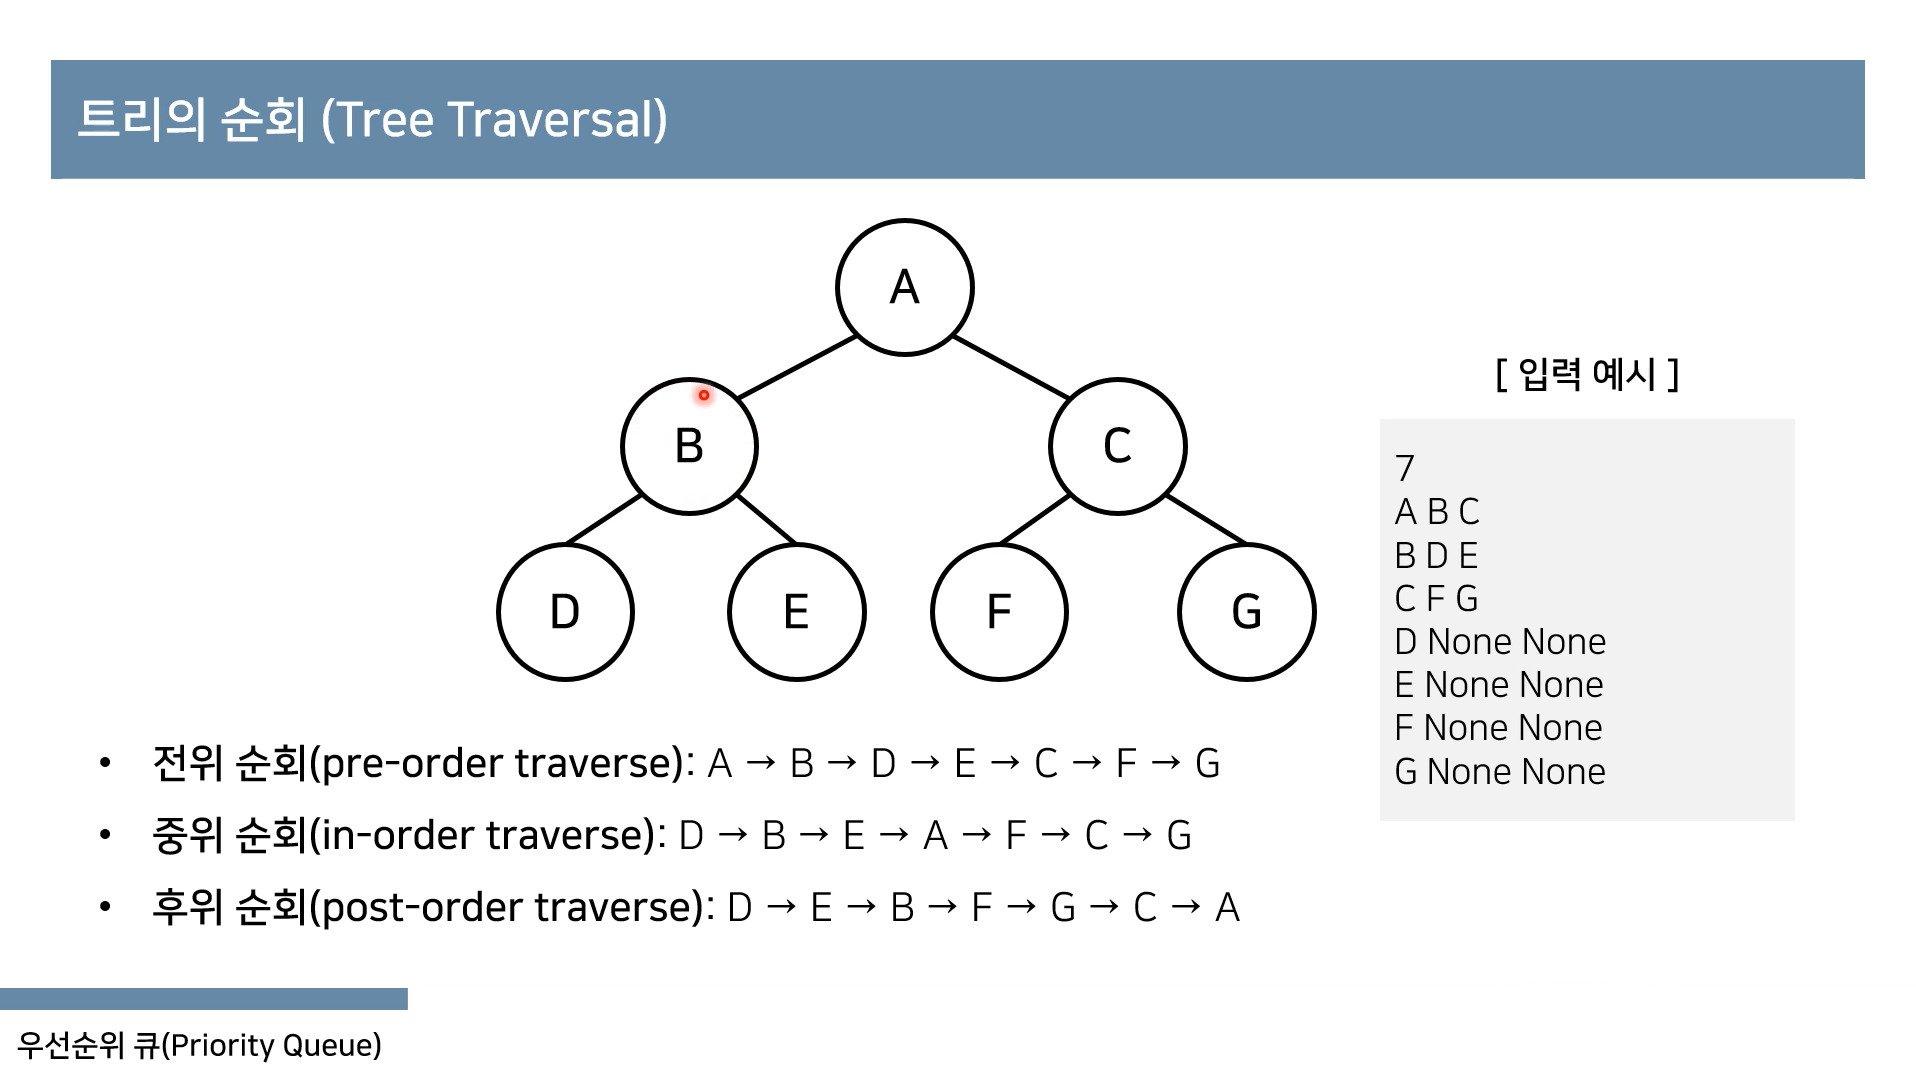 트리의 순회 (Tree Traversal)
A
B
C
D
E
F
G
[ 입력 예시 ]
7
A B C
B D E
C F G
D None None
E None None
F None None
G None None
• 전위 순회(pre-order traverse): A → B → D → E → C → F → G
• 중위 순회(in-order traverse): D → B → E → A → F → C → G
• 후위 순회(post-order traverse): D → E → B → F → G → C → A
우선순위 큐(Priority Queue)